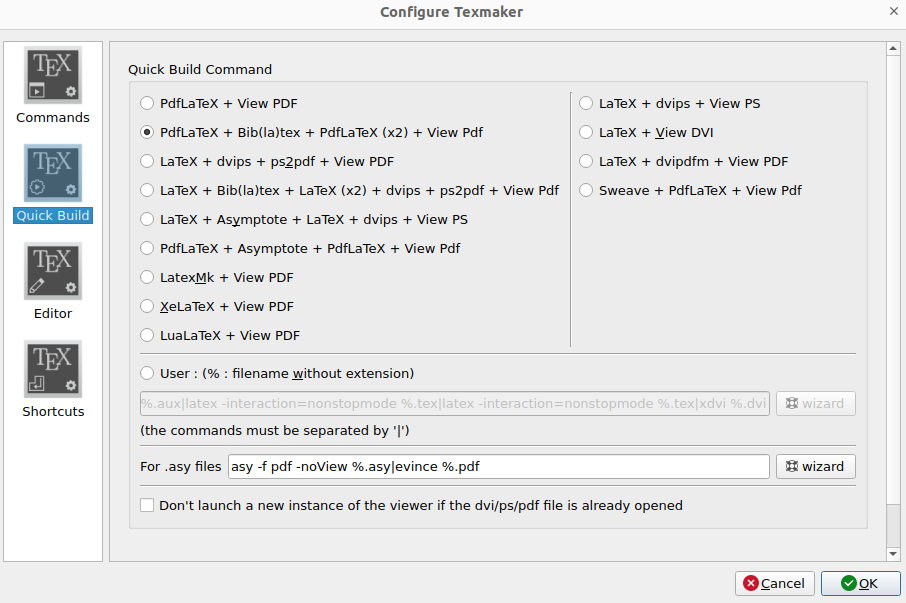 Configure Texmaker
TEX
Commands
TEX
Quick Build
TEX
Editor
TEX
Shortcuts
Quick Build Command
PdfLaTeX + View PDF
PdfLaTeX + Bib(la)tex + PdfLaTeX (x2) + View Pdf
LaTeX + dvips + ps2pdf + View PDF
LaTeX + Bib(la)tex + LaTeX (x2) + dvips + ps2pdf + View Pdf
LaTeX + Asymptote + LaTeX + dvips + View PS
PdfLaTeX + Asymptote + PdfLaTeX + View Pdf
LatexMk + View PDF
XeLaTeX + View PDF
LuaLaTeX + View PDF
LaTeX + dvips + View PS
LaTeX + View DVI
LaTeX + dvipdfm + View PDF
Sweave + PdfLaTeX + View Pdf
User : (% : filename without extension)
%.aux|latex -interaction=nonstopmode %.tex|latex -interaction=nonstopmode %.tex|xdvi %.dvi
wizard
(the commands must be separated by '|')
For .asy files
asy -f pdf -noView %.asy|evince %.pdf
wizard
Don't launch a new instance of the viewer if the dvi/ps/pdf file is already opened
Cancel
OK